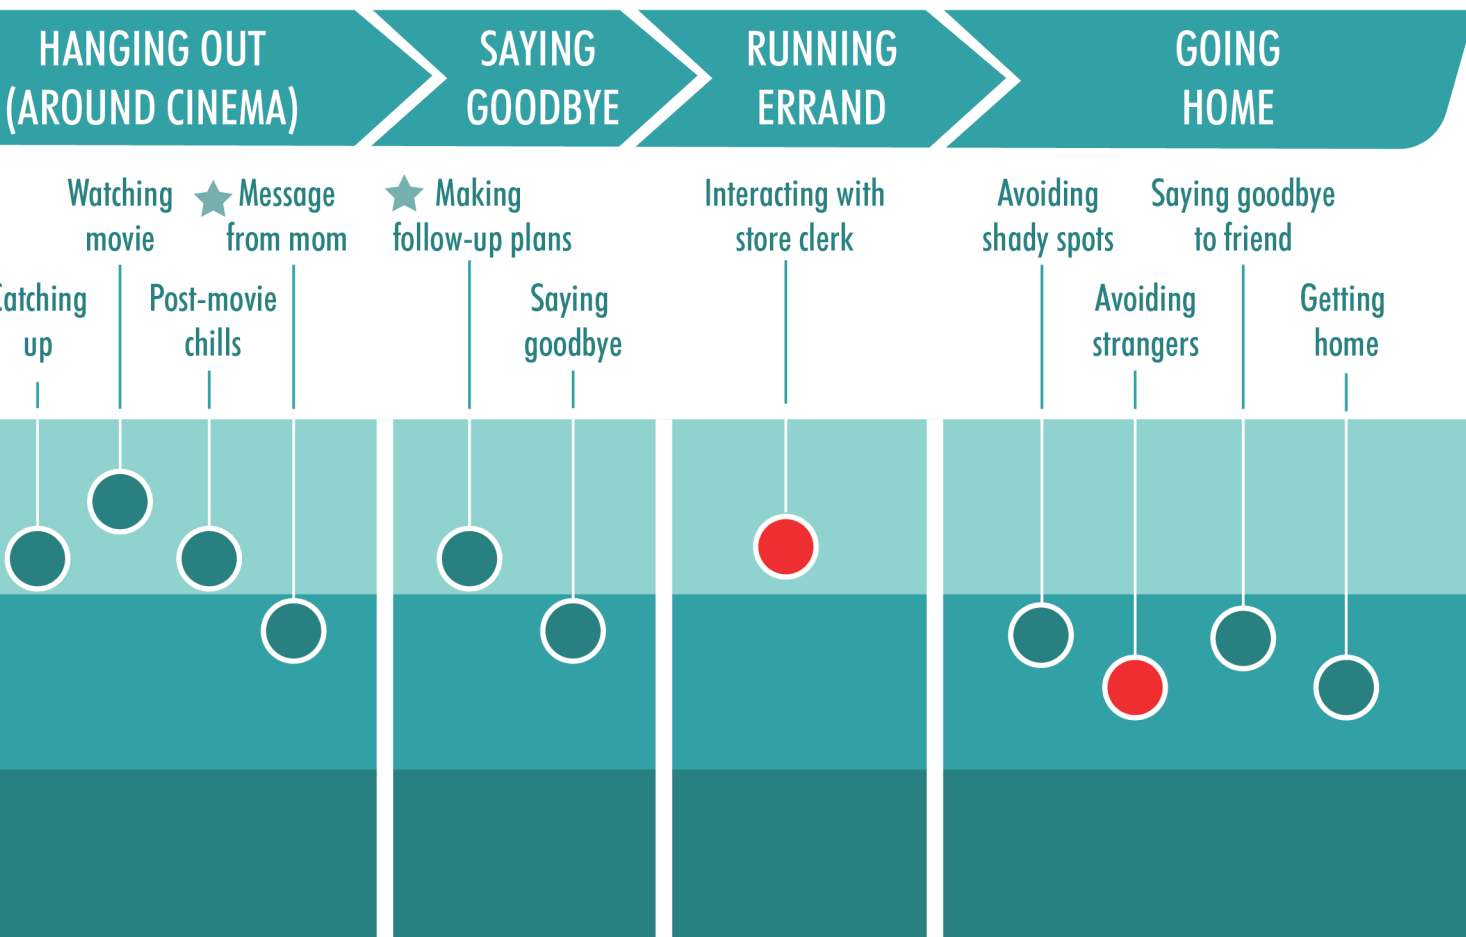 HANGING OUT
(AROUND CINEMA)
SAYING
GOODBYE
RUNNING
ERRAND
GOING
HOME
Watching
movie
Message
from mom
Making
follow-up plans
Interacting with
store clerk
Avoiding
shady spots
Saying goodbye
to friend
Catching
up
Post-movie
chills
Saying
goodbye
Avoiding
strangers
Getting
home